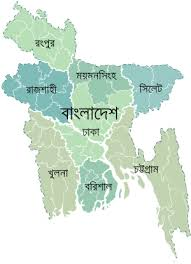 রংপুর
ময়মনসিংহ
সিলেট
রাজশাহী
বাংলাদেশ
ঢাকা
খুলনা
চট্টগ্রাম
বরিশাল